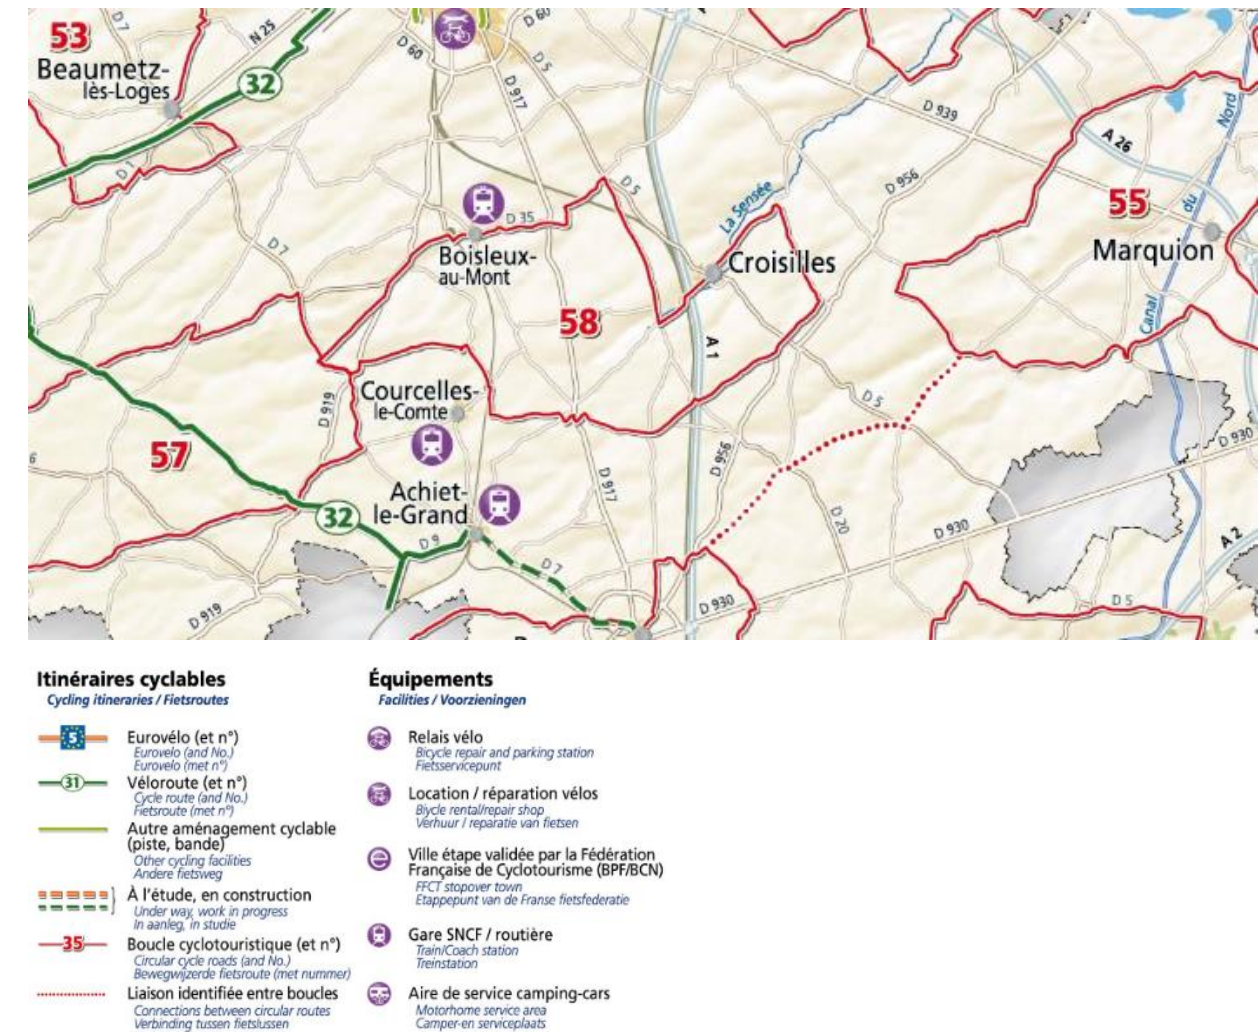 53
D 7
N 25
D 60
D 60
D 5
Beaumetz-
lès-Loges
32
D 917
D 939
Nord
A 26
D 1
D 5
La Sensée
D 956
55
du
D 35
D 7
Boisleux-
au-Mont
Croisilles
Marquion
58
Canal
A 1
Courcelles-
le-Comte
D 919
D 5
57
D 956
D 930
6
Achiet-
le-Grand
D 917
32
D 20
D 930
D 9
A 2
D 7
D 919
D 930
D 5
Itinéraires cyclables
Cycling itineraries / Fietsroutes
5
Eurovélo (et n°)
Eurovelo (and No.)
Eurovelo (met n°)
31
Véloroute (et n°)
Cycle route (and No.)
Fietsroute (met n°)
Autre aménagement cyclable
(piste, bande)
Other cycling facilities
Andere fietsweg
À l'étude, en construction
Under way, work in progress
In aanleg, in studie
35
Boucle cyclotouristique (et n°)
Circular cycle roads (and No.)
Bewegwijzerde fietsroute (met nummer)
Liaison identifiée entre boucles
Connections between circular routes
Verbinding tussen fietslussen
Équipements
Facilities / Voorzieningen
Relais vélo
Bicycle repair and parking station
Fietsservicepunt
Location / réparation vélos
Biycle rental/repair shop
Verhuur / reparatie van fietsen
e
Ville étape validée par la Fédération
Française de Cyclotourisme (BPF/BCN)
FFCT stopover town
Etappepunt van de Franse fietsfederatie
Gare SNCF / routière
Train/Coach station
Treinstation
Aire de service camping-cars
Motorhome service area
Camper-en serviceplaats